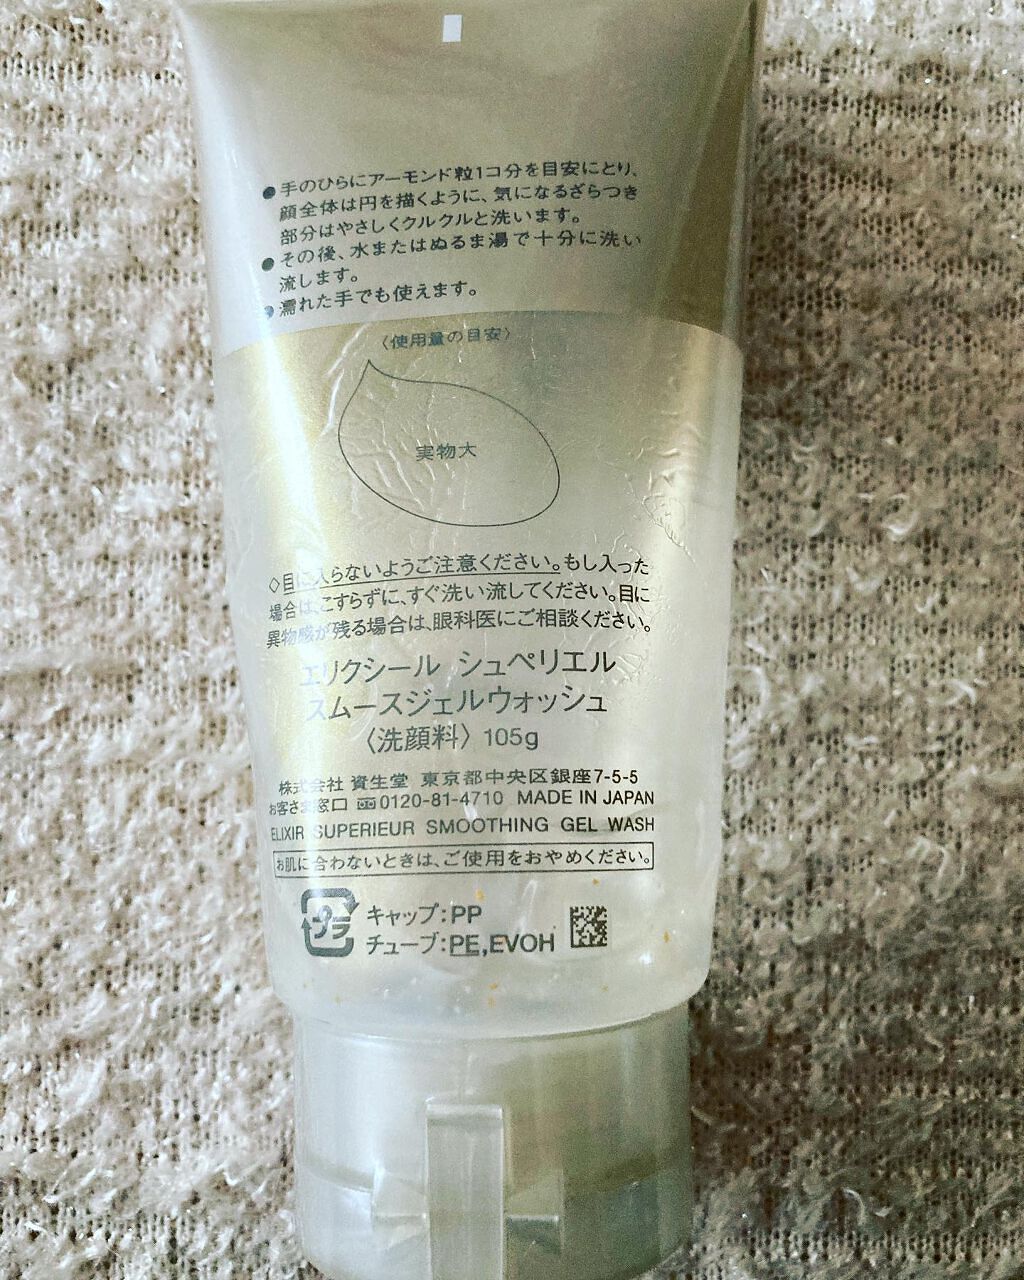 ●手のひらにアーモンド粒1コ分を目安にとり、
顔全体は円を描くように、気になるざらつき
部分はやさしくクルクルと洗います。
●その後、水またはぬるま湯で十分に洗い
流します。
●濡れた手でも使えます。
〈使用量の目安〉
実物大
◇目に入らないようご注意ください。もし入った
場合は、こすらずに、すぐ洗い流してください。目に
異物感が残る場合は、眼科医にご相談ください。
エリクシール シュペリエル
スムースジェルウォッシュ
〈洗顔料〉 105g
株式会社 資生堂 東京都中央区銀座7-5-5
お客さま窓口 0120-81-4710 MADE IN JAPAN
ELIXIR SUPERIEUR SMOOTHING GEL WASH
お肌に合わないときは、ご使用をおやめください。
プラ
キャップ:PP
チューブ:PE,EVOH